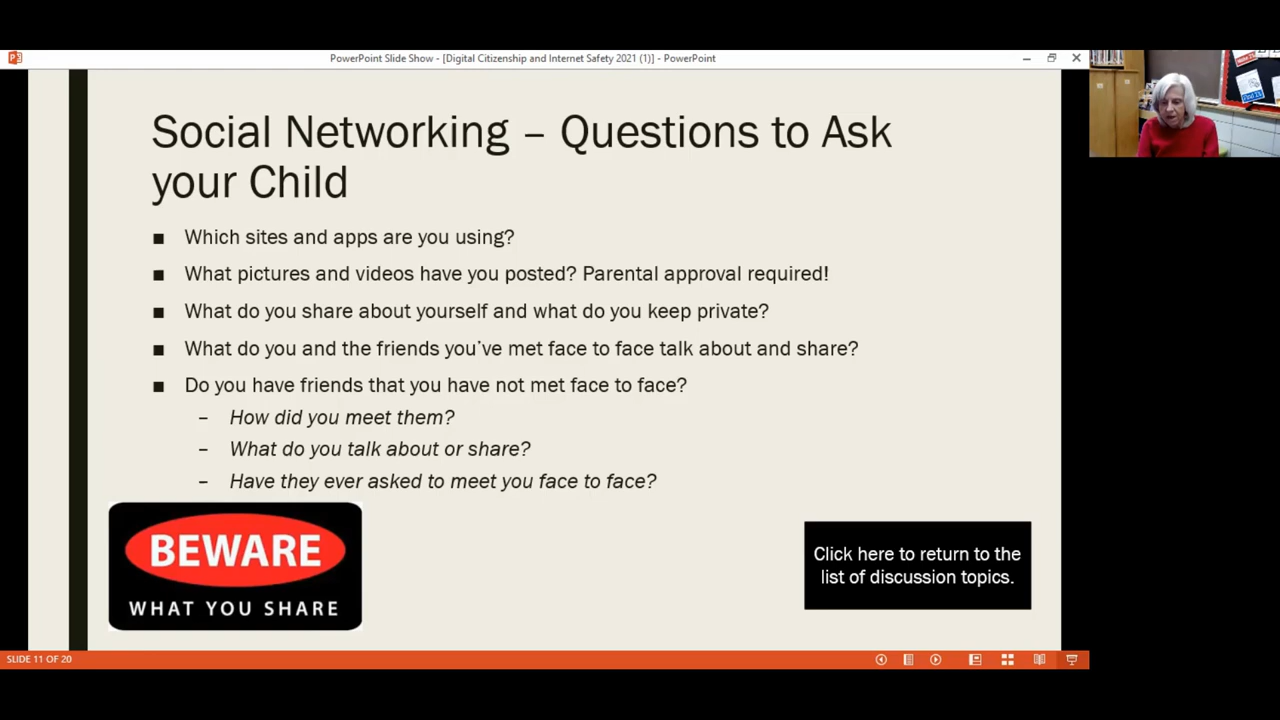 PowerPoint Slide Show - [Digital Citizenship and Internet Safety 2021 (1)] - PowerPoint
Social Networking – Questions to Ask
your Child
■ Which sites and apps are you using?
■ What pictures and videos have you posted? Parental approval required!
■ What do you share about yourself and what do you keep private?
■ What do you and the friends you've met face to face talk about and share?
■ Do you have friends that you have not met face to face?
– How did you meet them?
– What do you talk about or share?
– Have they ever asked to meet you face to face?
BEWARE
WHAT YOU SHARE
Click here to return to the
list of discussion topics.
SLIDE 11 OF 20